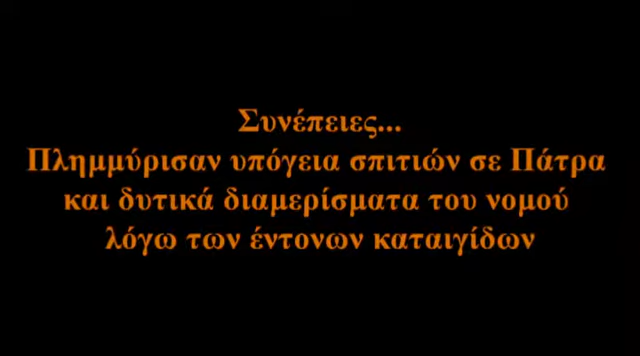 Συνέπειες...
Πλημμύρισαν υπόγεια σπιτιών σε Πάτρα
και δυτικά διαμερίσματα του νομού
λόγω των έντονων καταιγίδων